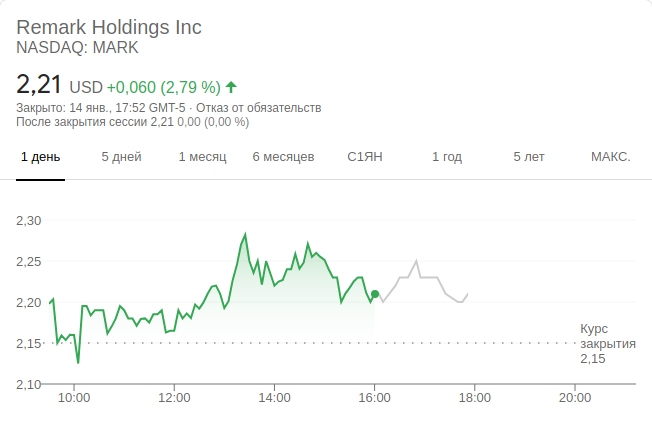 Remark Holdings Inc
NASDAQ: MARK
2,21 USD +0,060 (2,79 %)
Закрыто: 14 янв., 17:52 GMT-5 · Отказ от обязательств
После закрытия сессии 2,21 0,00 (0,00 %)
1 день 5 дней 1 месяц 6 месяцев С1ЯН 1 год 5 лет МАКС.
2,30
2,25
2,20
2,15
2,10
Курс
закрытия
2,15
10:00 12:00 14:00 16:00 18:00 20:00